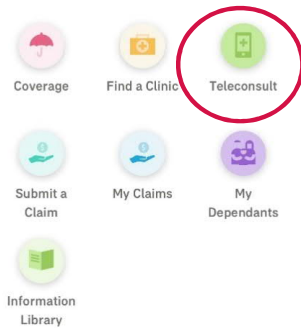 Coverage
Find a Clinic
Teleconsult
Submit a
Claim
My Claims
My
Dependants
Information
Library